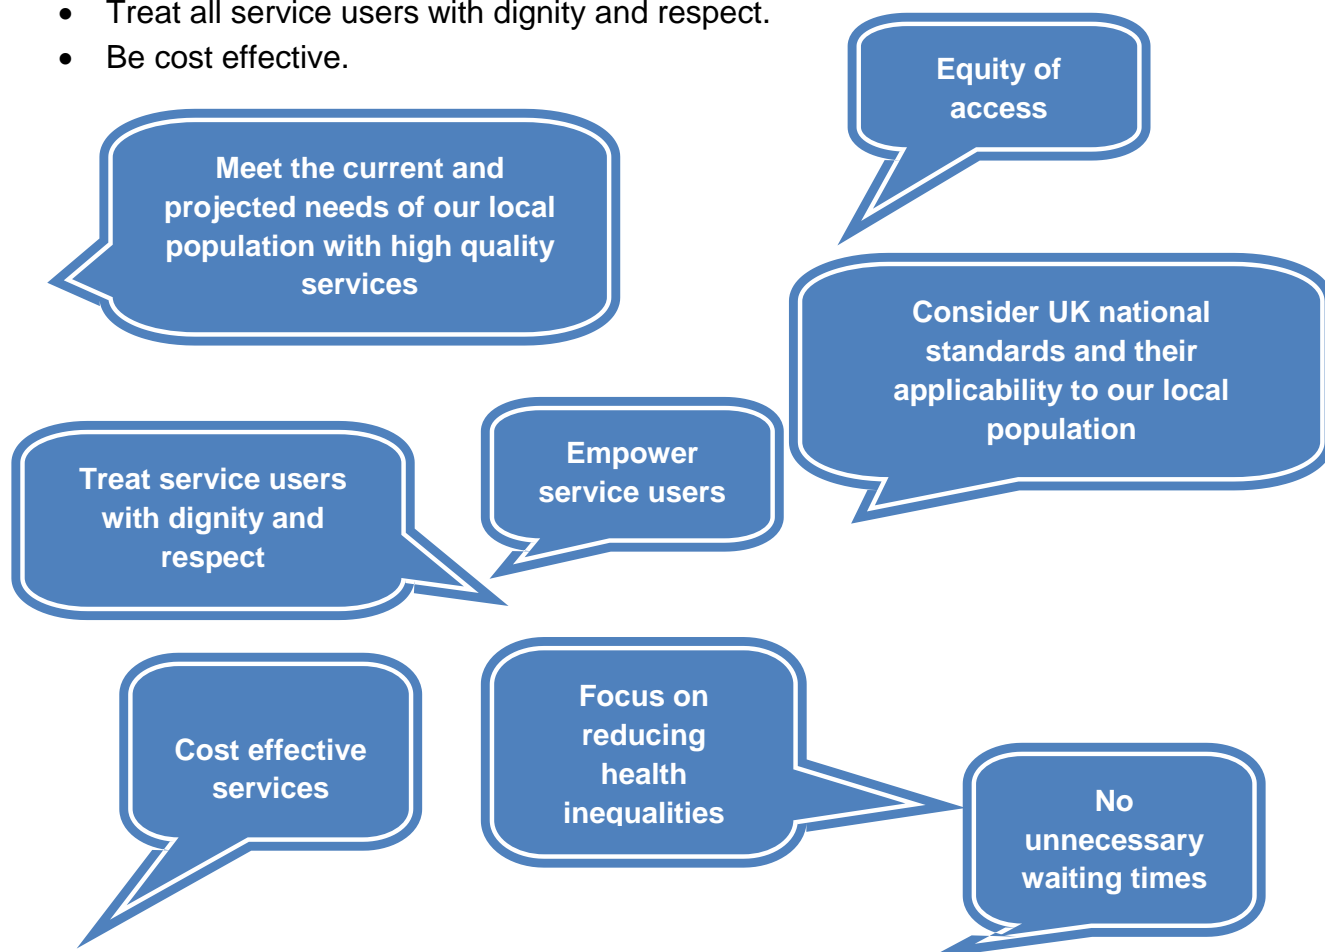 • Treat all service users with dignity and respect.
• Be cost effective.
Equity of
access
Meet the current and
projected needs of our local
population with high quality
services
Consider UK national
standards and their
applicability to our local
population
Empower
service users
Treat service users
with dignity and
respect
Focus on
reducing
health
inequalities
Cost effective
services
No
unnecessary
waiting times